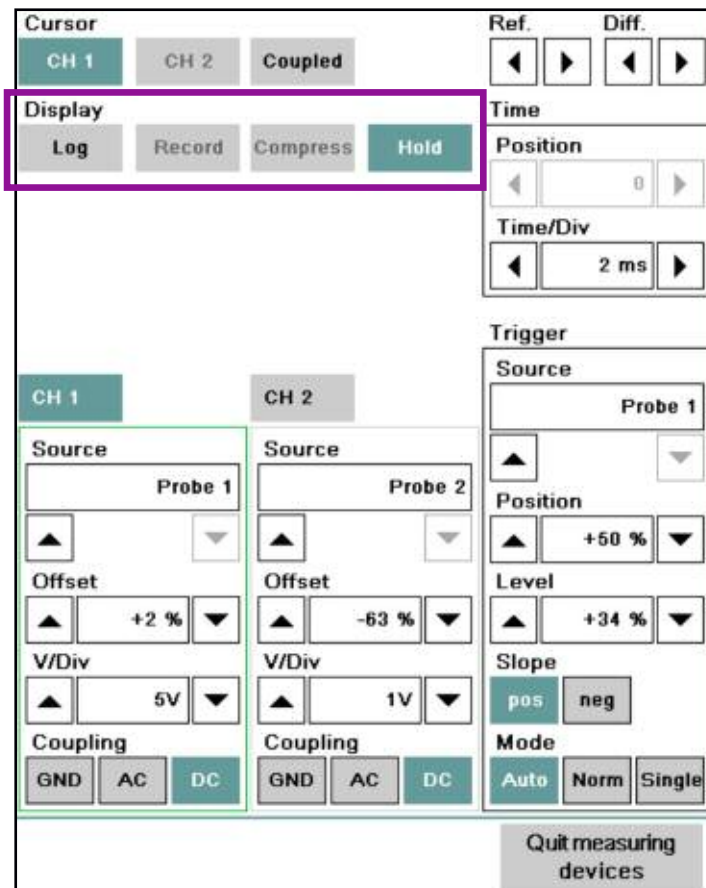 Cursor
CH 1 CH 2 Coupled
Ref. Diff.
Display
Log Record Compress Hold
Time
Position
0
Time/Div
2 ms
Trigger
Source
Probe 1
Position
+50 %
Level
+34 %
Slope
pos neg
Mode
Auto Norm Single
CH 1
Source
Probe 1
Offset
+2 %
V/Div
5V
Coupling
GND AC DC
CH 2
Source
Probe 2
Offset
-63 %
V/Div
1V
Coupling
GND AC DC
Quit measuring
devices